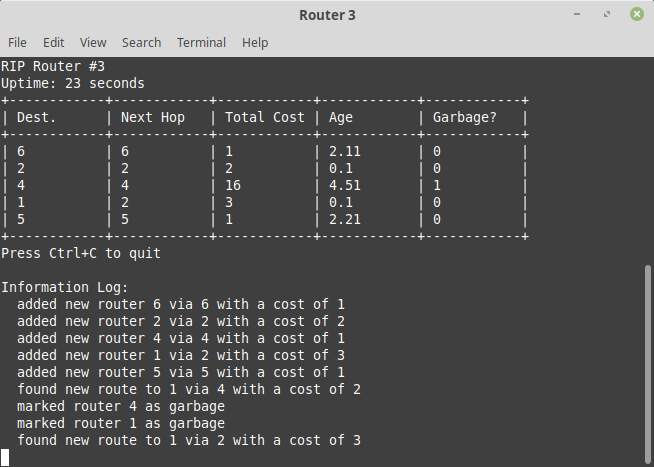 Router 3
File Edit View Search Terminal Help
RIP Router #3
Uptime: 23 seconds
+------------+------------+------------+------------+------------+
| Dest.      | Next Hop   | Total Cost | Age        | Garbage?   |
+------------+------------+------------+------------+------------+
| 6          | 6          | 1          | 2.11       | 0          |
| 2          | 2          | 2          | 0.1        | 0          |
| 4          | 4          | 16         | 4.51       | 1          |
| 1          | 2          | 3          | 0.1        | 0          |
| 5          | 5          | 1          | 2.21       | 0          |
+------------+------------+------------+------------+------------+
Press Ctrl+C to quit
Information Log:
  added new router 6 via 6 with a cost of 1
  added new router 2 via 2 with a cost of 2
  added new router 4 via 4 with a cost of 1
  added new router 1 via 2 with a cost of 3
  added new router 5 via 5 with a cost of 1
  found new route to 1 via 4 with a cost of 2
  marked router 4 as garbage
  marked router 1 as garbage
  found new route to 1 via 2 with a cost of 3